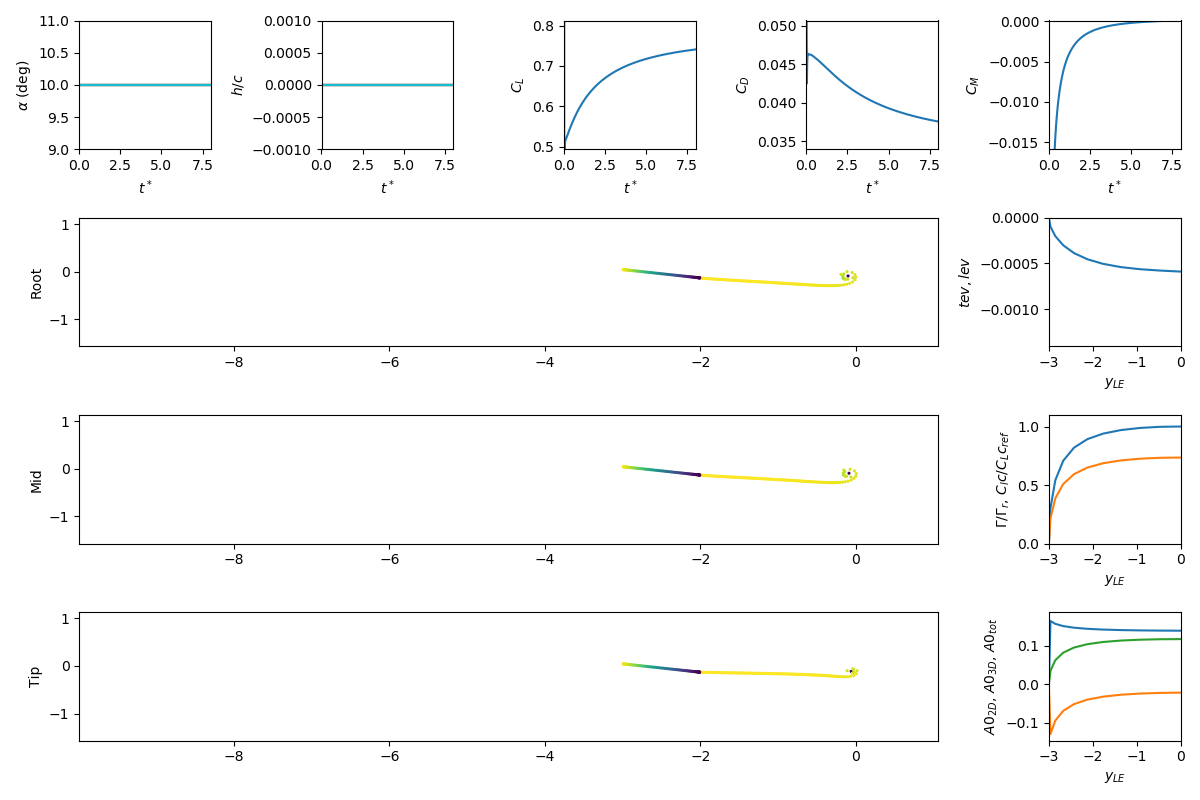 11.0
10.5
10.0
9.5
9.0
α (deg)
0.0 2.5 5.0 7.5
t*
0.0010
0.0005
0.0000
−0.0005
−0.0010
h/c
0.0 2.5 5.0 7.5
t*
0.8
0.7
0.6
0.5
C_L
0.0 2.5 5.0 7.5
t*
0.050
0.045
0.040
0.035
C_D
0.0 2.5 5.0 7.5
t*
0.000
−0.005
−0.010
−0.015
C_M
0.0 2.5 5.0 7.5
t*
1
0
−1
Root
−8 −6 −4 −2 0
0.0000
−0.0005
−0.0010
tev, lev
−3 −2 −1 0
y_LE
1
0
−1
Mid
−8 −6 −4 −2 0
1.0
0.5
0.0
Γ/Γ_r, C_lc/C_Lc_ref
−3 −2 −1 0
y_LE
1
0
−1
Tip
−8 −6 −4 −2 0
0.1
0.0
−0.1
A0_2D, A0_3D, A0_tot
−3 −2 −1 0
y_LE